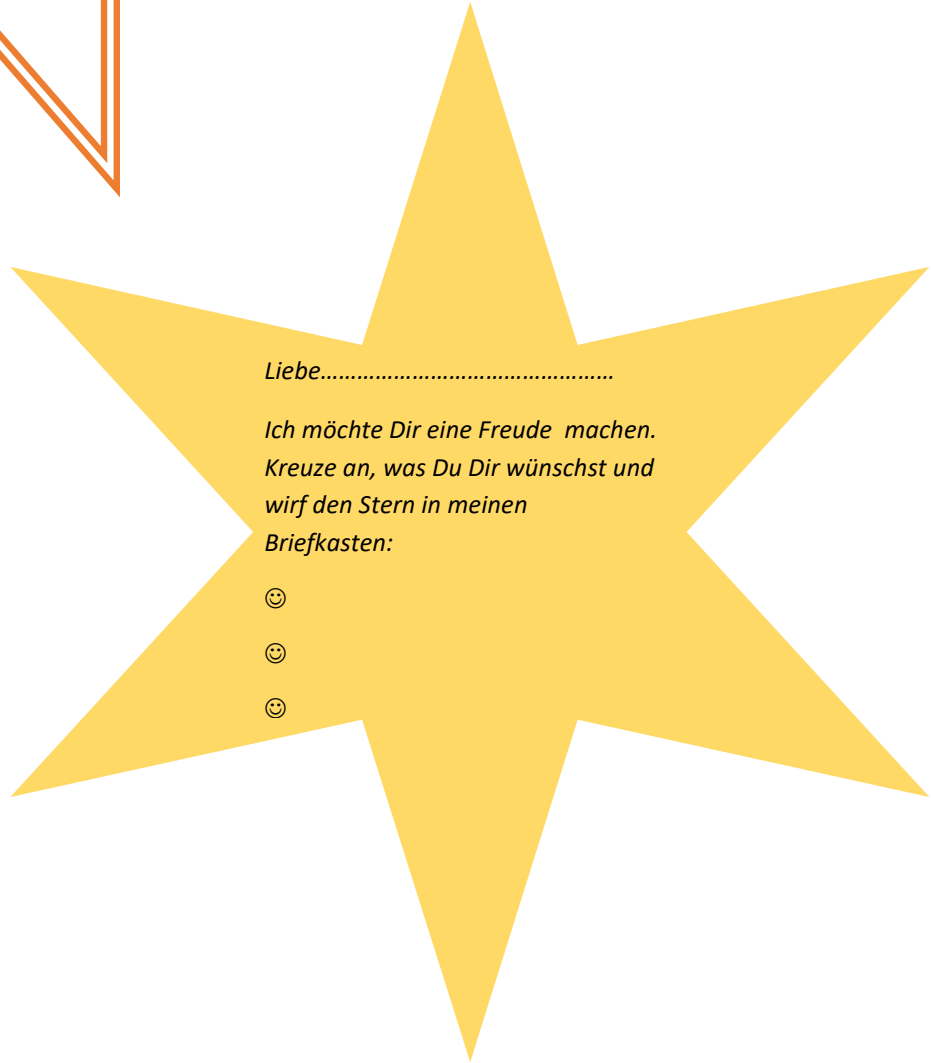 Liebe…………………………………………
Ich möchte Dir eine Freude  machen.
Kreuze an, was Du Dir wünschst und
wirf den Stern in meinen
Briefkasten:
☺
☺
☺